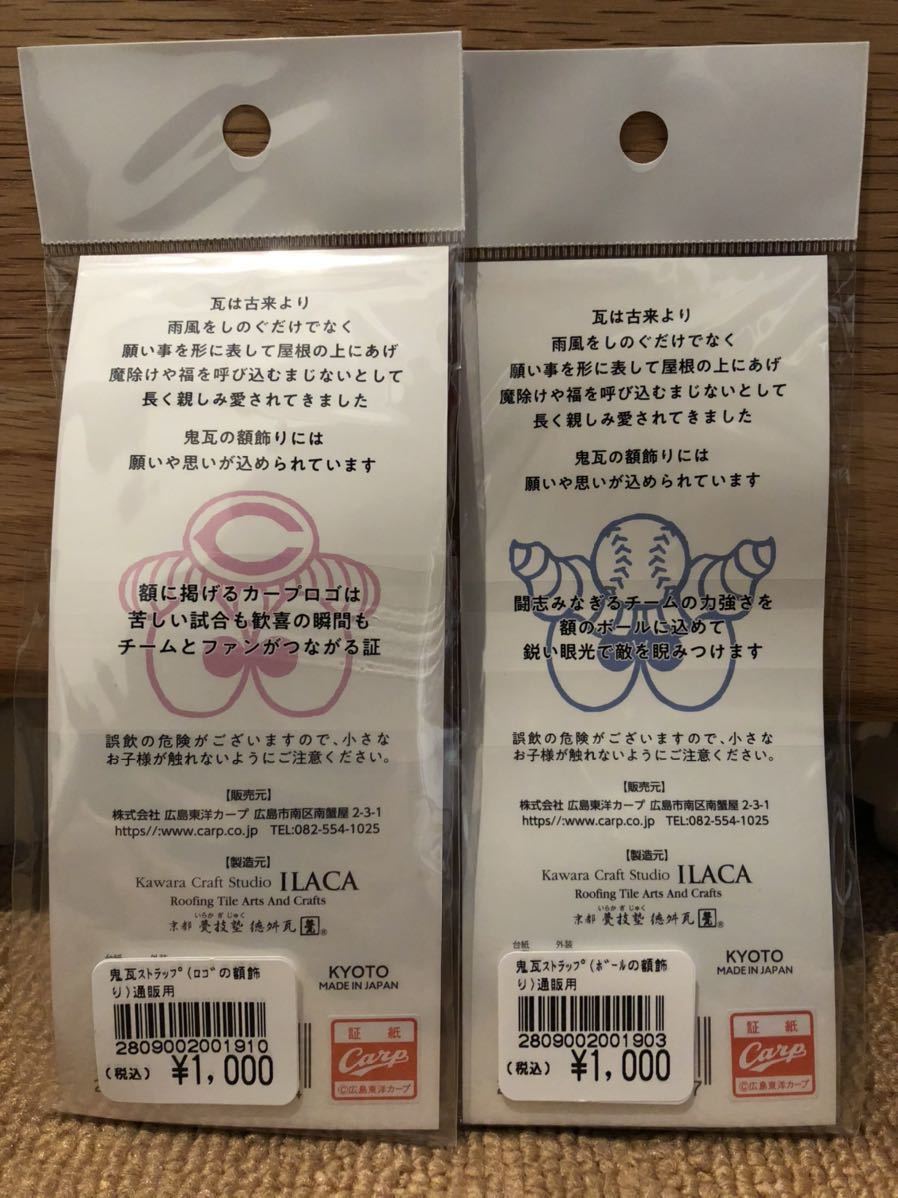 瓦は古来より
雨風をしのぐだけでなく
願い事を形に表して屋根の上にあげ
魔除けや福を呼び込むまじないとして
長く親しみ愛されてきました
鬼瓦の額飾りには
願いや思いが込められています
額に掲げるカープロゴは
苦しい試合も歓喜の瞬間も
チームとファンがつながる証
誤飲の危険がございますので、小さな
お子様が触れないようにご注意ください。
【販売元】
株式会社 広島東洋カープ 広島市南区南蟹屋 2-3-1
https//:www.carp.co.jp TEL:082-554-1025
【製造元】
Kawara Craft Studio ILACA
Roofing Tile Arts And Crafts
いらか ぎ じゅく
京都 甍技塾 徳舛瓦 甍®
台紙 外装
KYOTO
MADE IN JAPAN
鬼瓦ストラップ(ロゴの額飾
り)通販用
2809002001910
(税込) ¥1,000
証紙
Carp
©広島東洋カープ
瓦は古来より
雨風をしのぐだけでなく
願い事を形に表して屋根の上にあげ
魔除けや福を呼び込むまじないとして
長く親しみ愛されてきました
鬼瓦の額飾りには
願いや思いが込められています
闘志みなぎるチームの力強さを
額のボールに込めて
鋭い眼光で敵を睨みつけます
誤飲の危険がございますので、小さな
お子様が触れないようにご注意ください。
【販売元】
株式会社 広島東洋カープ 広島市南区南蟹屋 2-3-1
https//:www.carp.co.jp TEL:082-554-1025
【製造元】
Kawara Craft Studio ILACA
Roofing Tile Arts And Crafts
いらか ぎ じゅく
京都 甍技塾 徳舛瓦 甍®
台紙 外装
KYOTO
MADE IN JAPAN
鬼瓦ストラップ(ボールの額飾
り)通販用
2809002001903
(税込) ¥1,000
証紙
Carp
©広島東洋カープ